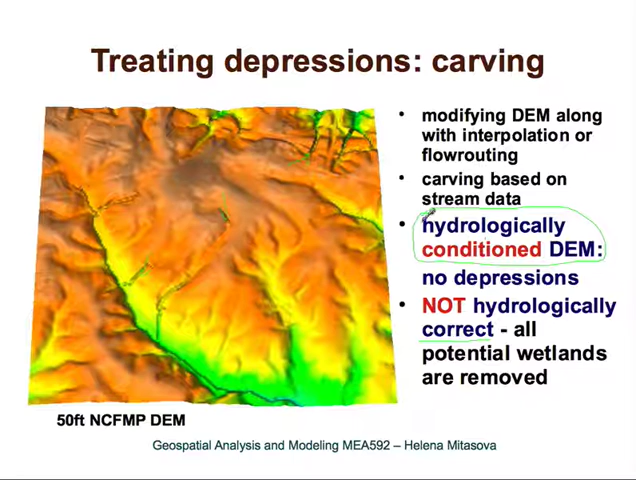 Treating depressions: carving
• modifying DEM along
with interpolation or
flowrouting
• carving based on
stream data
• hydrologically
conditioned DEM:
no depressions
• NOT hydrologically
correct - all
potential wetlands
are removed
50ft NCFMP DEM
Geospatial Analysis and Modeling MEA592 – Helena Mitasova